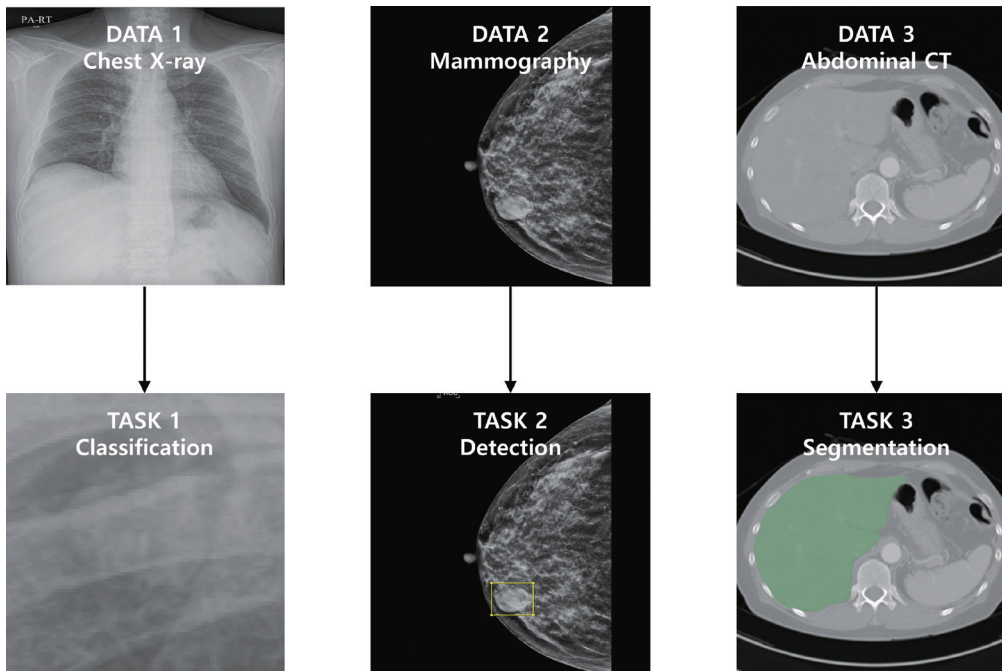 PA-RT
DATA 1
Chest X-ray
DATA 2
Mammography
DATA 3
Abdominal CT
TASK 1
Classification
TASK 2
Detection
TASK 3
Segmentation